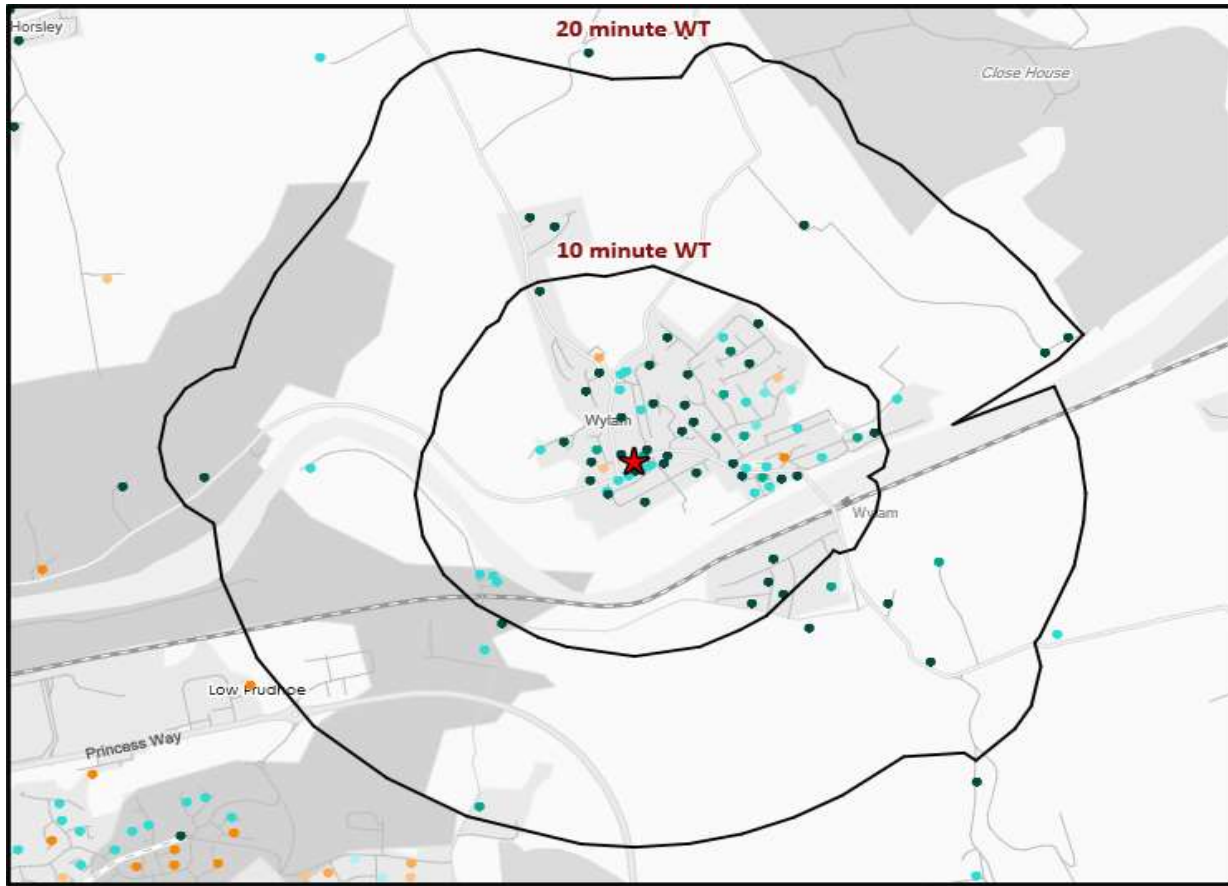 Horsley
20 minute WT
Close House
10 minute WT
Wylam
Wylam
Low Prudhoe
Princess Way